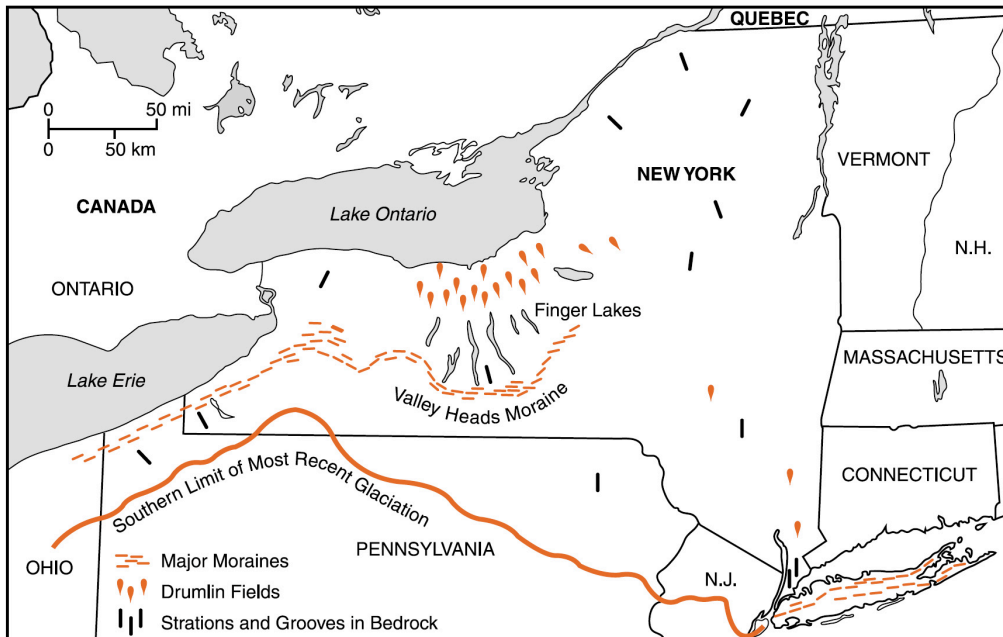 QUEBEC
0 50 mi
0 50 km
VERMONT
NEW YORK
CANADA
Lake Ontario
N.H.
ONTARIO
Finger Lakes
MASSACHUSETTS
Lake Erie
Valley Heads Moraine
CONNECTICUT
Southern Limit of Most Recent Glaciation
PENNSYLVANIA
OHIO
N.J.
Major Moraines
Drumlin Fields
Strations and Grooves in Bedrock